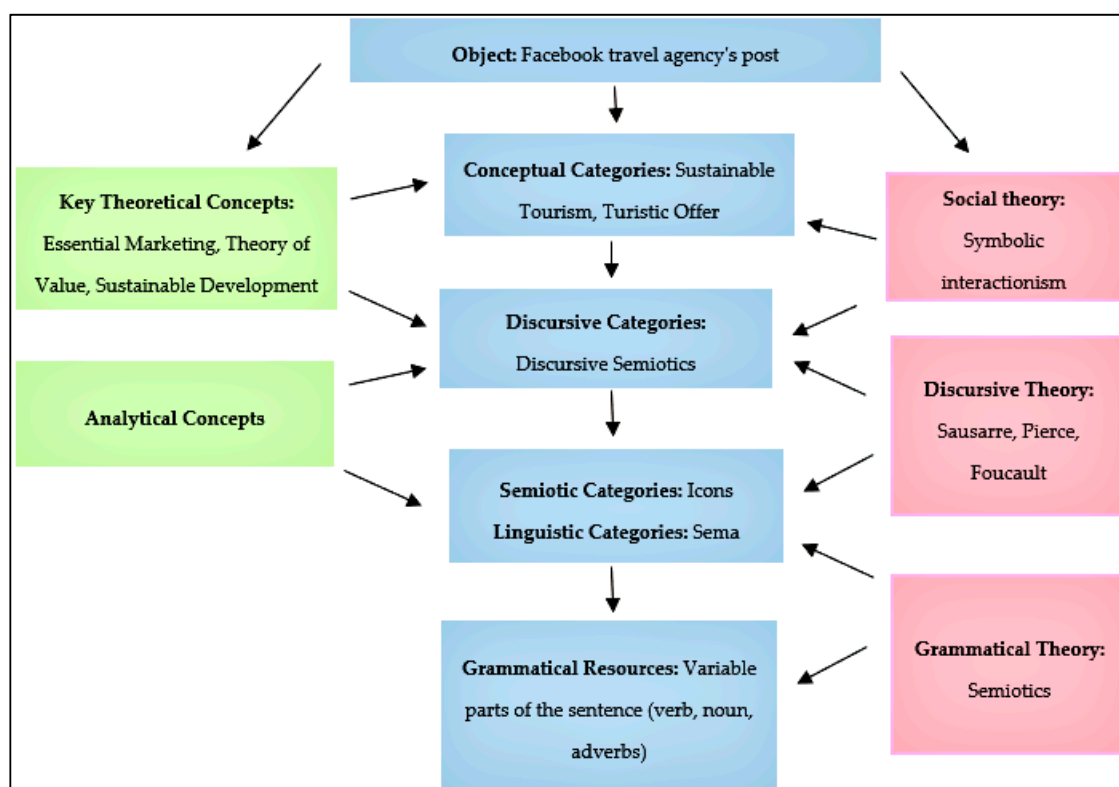 Object: Facebook travel agency's post
Conceptual Categories: Sustainable
Tourism, Turistic Offer
Key Theoretical Concepts:
Essential Marketing, Theory of
Value, Sustainable Development
Social theory:
Symbolic
interactionism
Discursive Categories:
Discursive Semiotics
Analytical Concepts
Discursive Theory:
Sausarre, Pierce,
Foucault
Semiotic Categories: Icons
Linguistic Categories: Sema
Grammatical Resources: Variable
parts of the sentence (verb, noun,
adverbs)
Grammatical Theory:
Semiotics